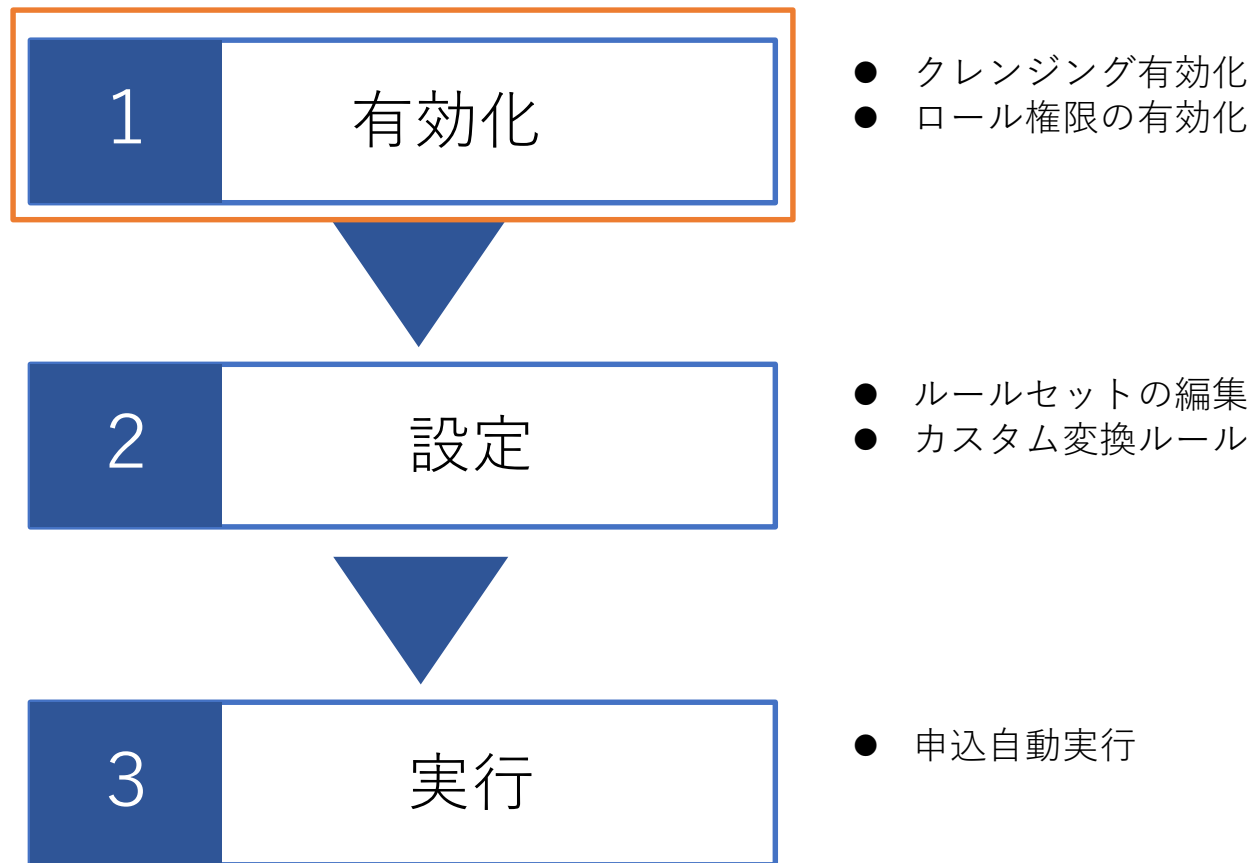 1
有効化
● クレンジング有効化
● ロール権限の有効化
2
設定
● ルールセットの編集
● カスタム変換ルール
3
実行
● 申込自動実行